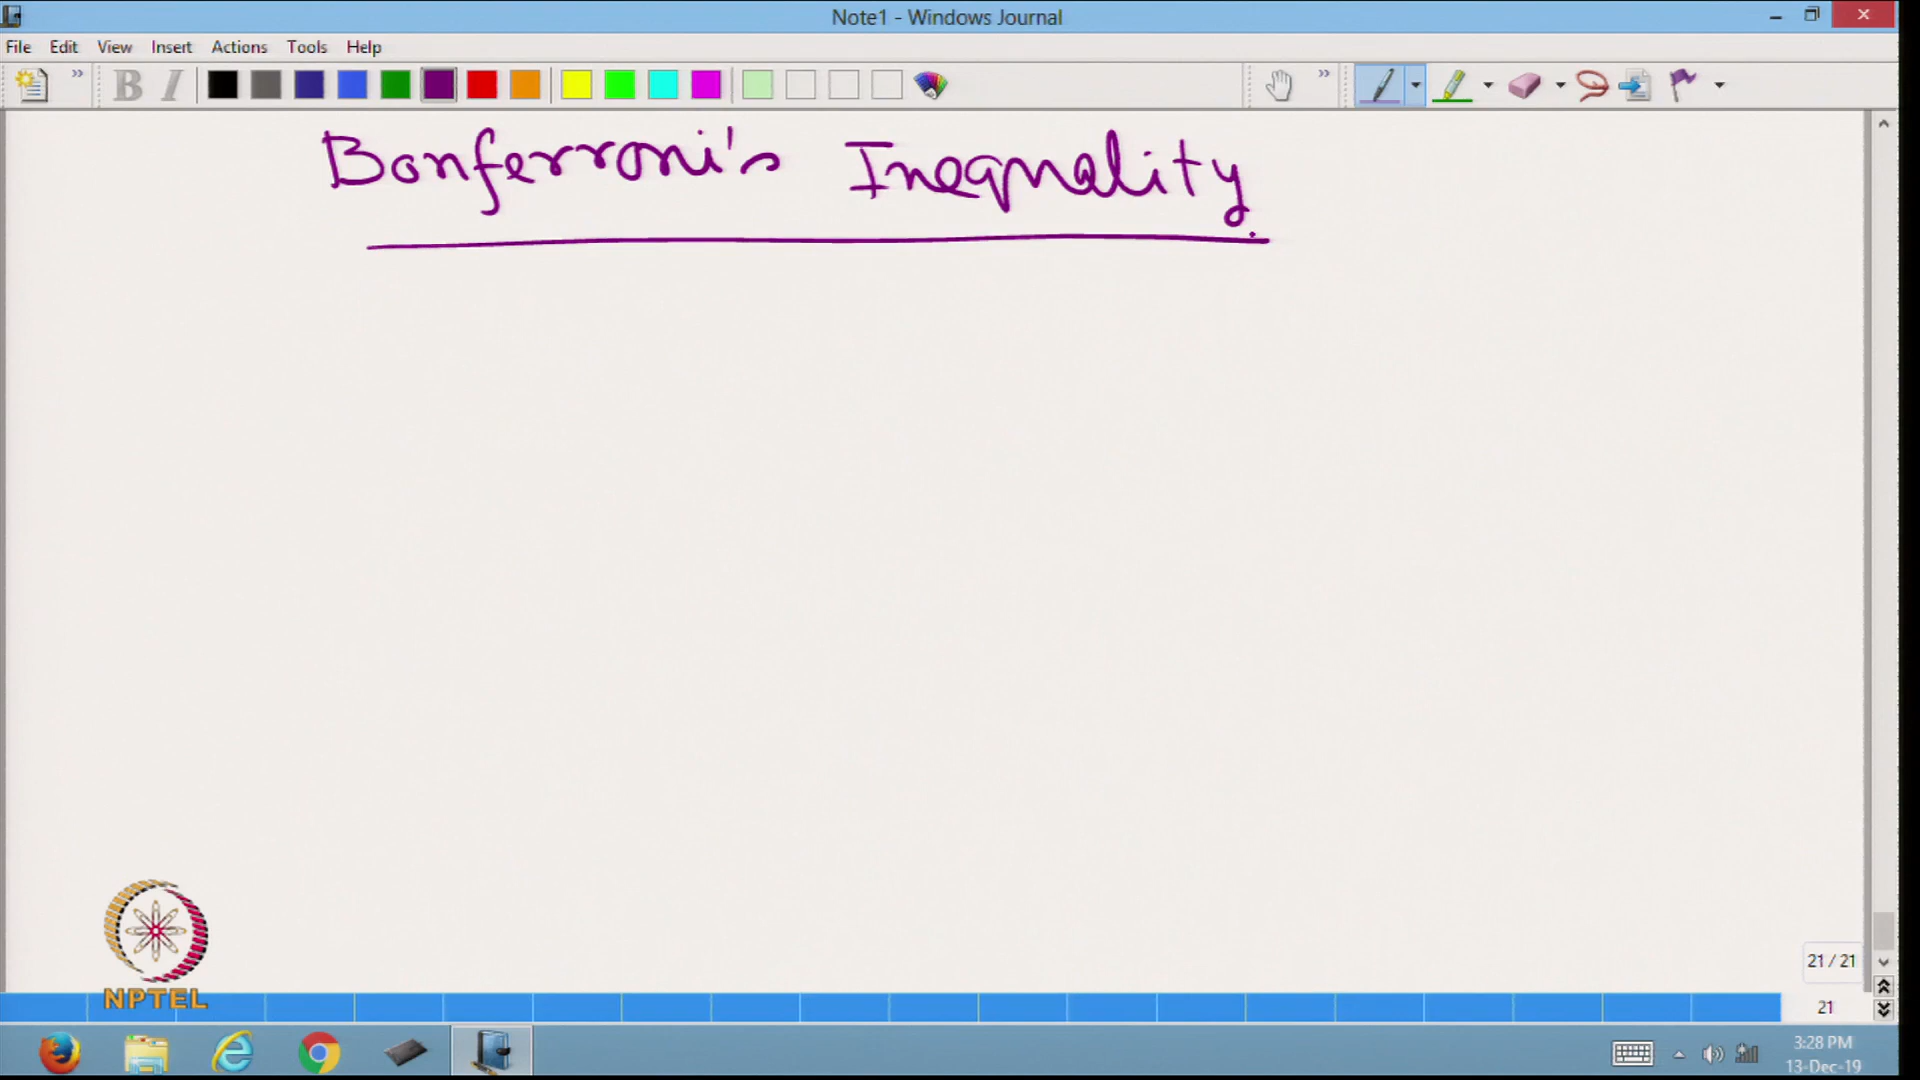 Note1 - Windows Journal
File Edit View Insert Actions Tools Help
B I
Bonferroni's Inequality
21 / 21
NPTEL
21
3:28 PM
13-Dec-19